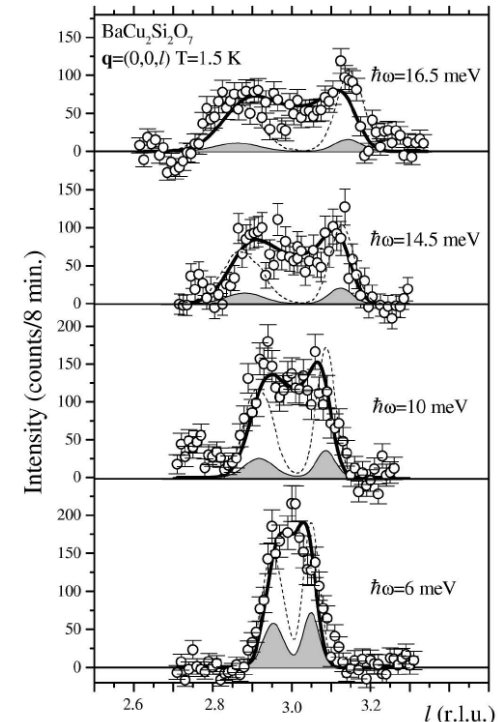 BaCu₂Si₂O₇
q=(0,0,l) T=1.5 K
150
100
50
0
ħω=16.5 meV
150
100
50
0
ħω=14.5 meV
200
150
100
50
0
ħω=10 meV
200
150
100
50
0
ħω=6 meV
Intensity (counts/8 min.)
2.6 2.8 3.0 3.2
l (r.l.u.)